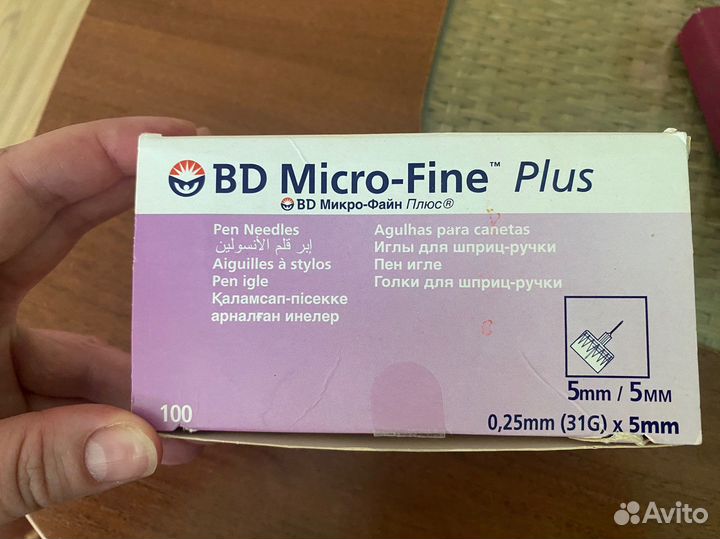 BD Micro-Fine™ Plus
BD Микро-Файн Плюс®
Pen Needles
إبر قلم الأنسولين
Aiguilles à stylos
Pen igle
Қаламсап-пісекке
арналған инелер
Agulhas para canetas
Иглы для шприц-ручки
Пен игле
Голки для шприц-ручки
5mm / 5мм
100
0,25mm (31G) x 5mm
Avito